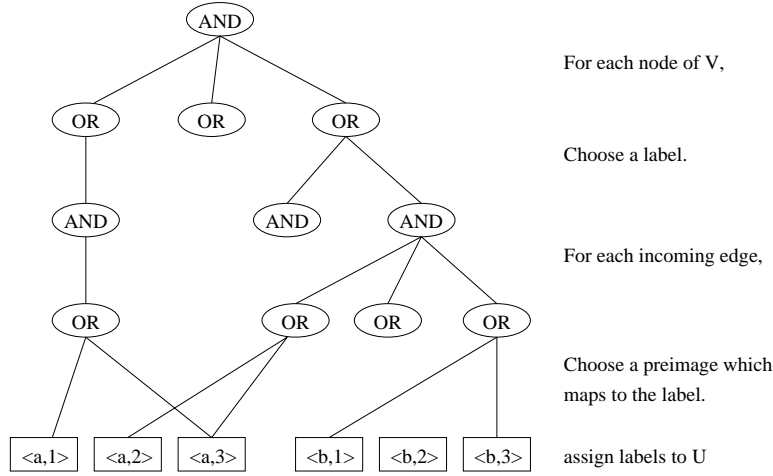 AND
For each node of V,
OR OR OR
Choose a label.
AND AND AND
For each incoming edge,
OR OR OR OR
Choose a preimage which
maps to the label.
<a,1> <a,2> <a,3> <b,1> <b,2> <b,3> assign labels to U